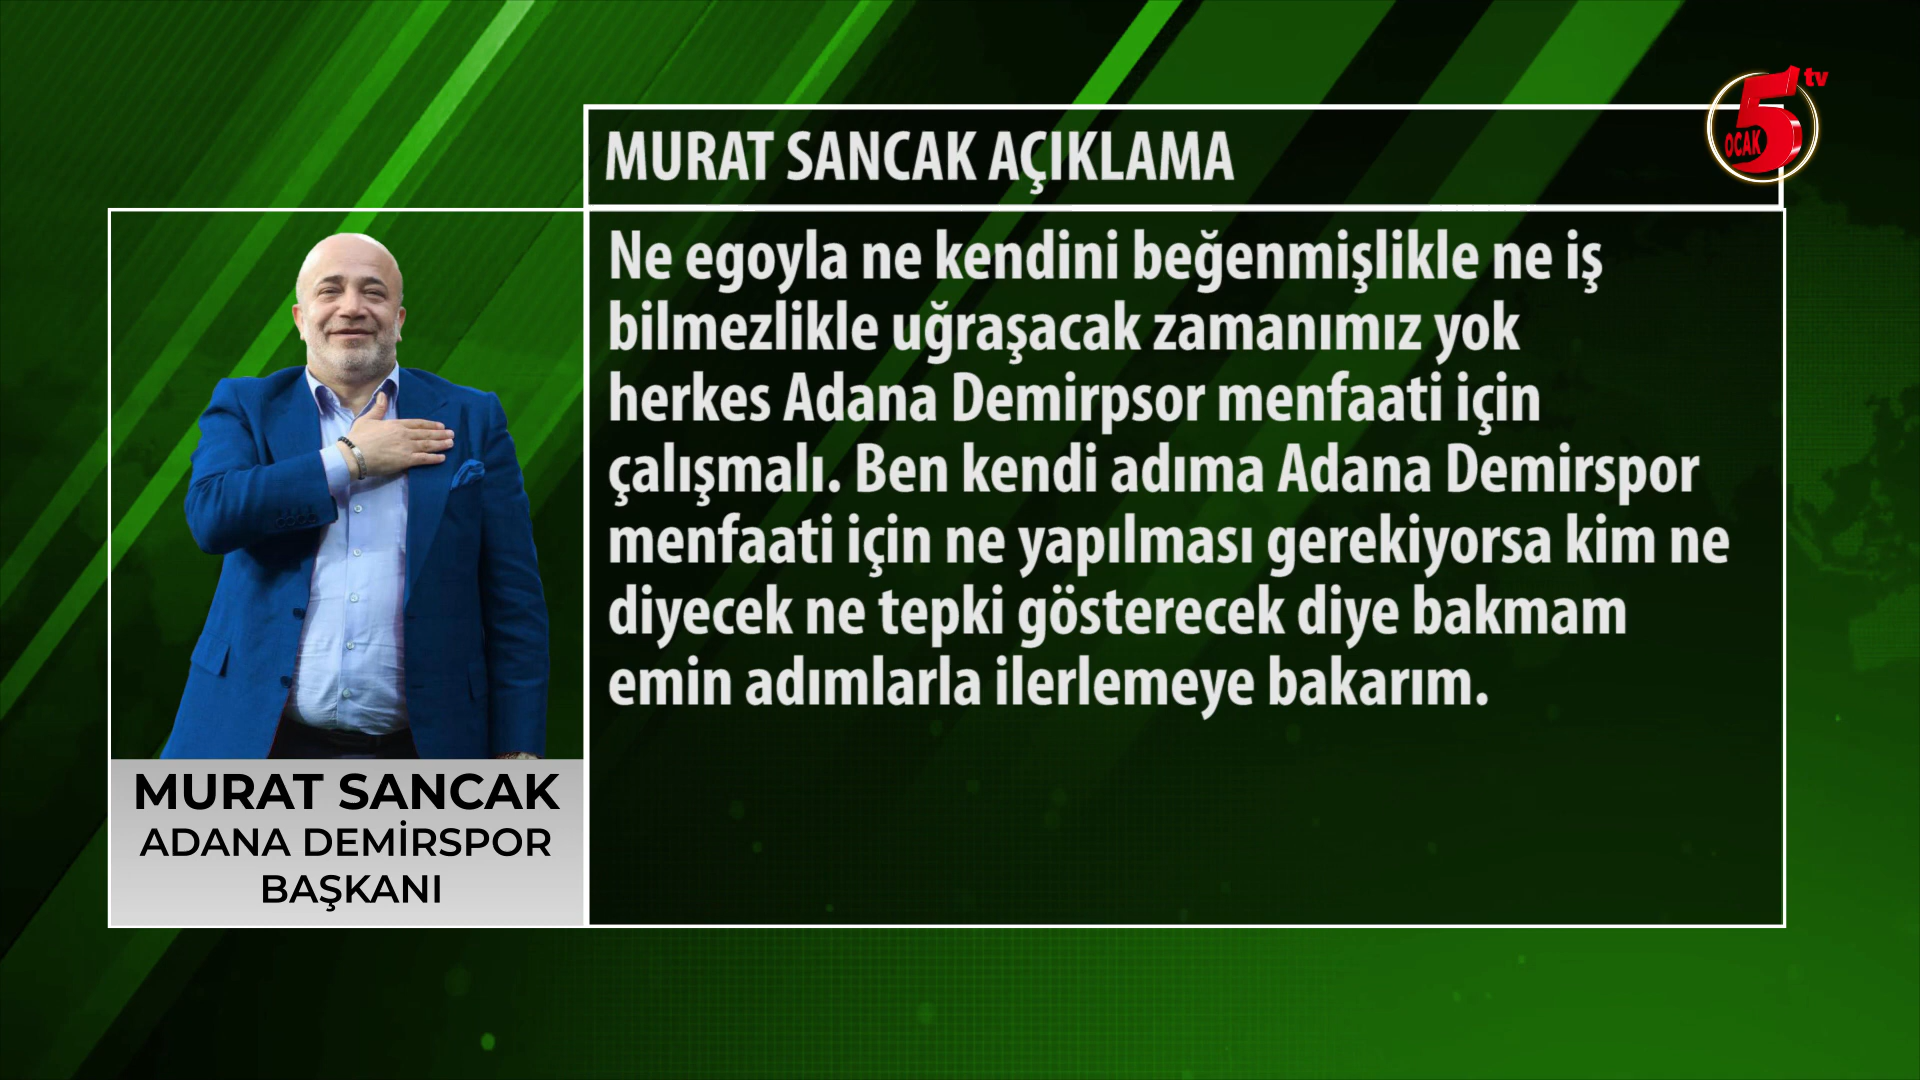 5 tv
OCAK
MURAT SANCAK AÇIKLAMA
Ne egoyla ne kendini beğenmişlikle ne iş
bilmezlikle uğraşacak zamanımız yok
herkes Adana Demirpsor menfaati için
çalışmalı. Ben kendi adıma Adana Demirspor
menfaati için ne yapılması gerekiyorsa kim ne
diyecek ne tepki gösterecek diye bakmam
emin adımlarla ilerlemeye bakarım.
MURAT SANCAK
ADANA DEMİRSPOR
BAŞKANI